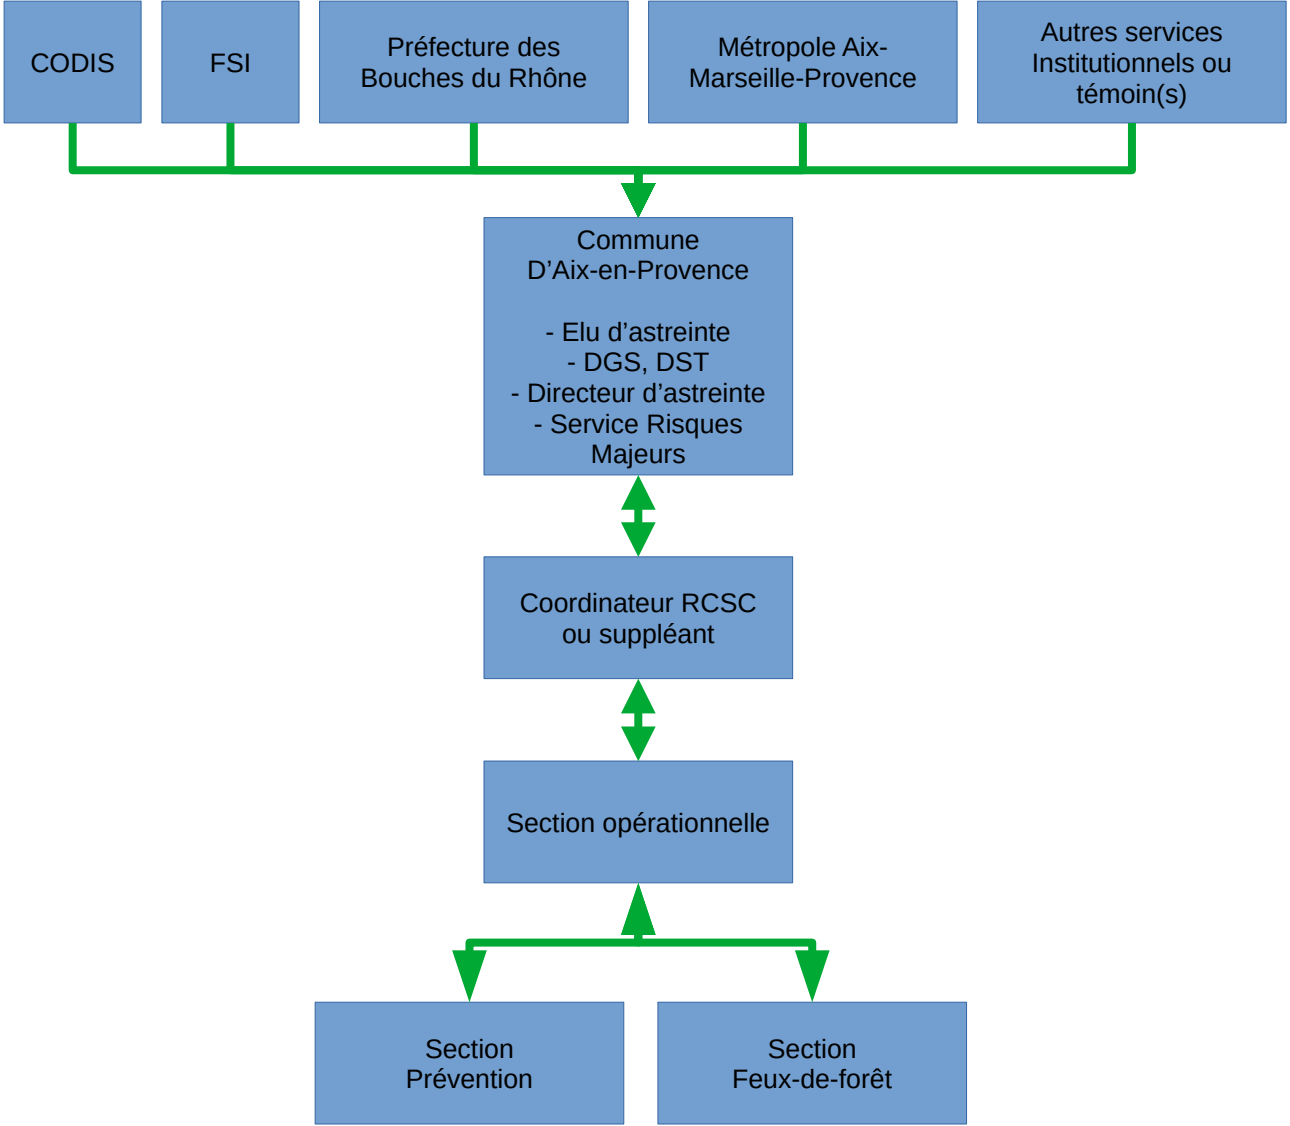 CODIS
FSI
Préfecture des
Bouches du Rhône
Métropole Aix-
Marseille-Provence
Autres services
Institutionnels ou
témoin(s)
Commune
D’Aix-en-Provence
- Elu d’astreinte
- DGS, DST
- Directeur d’astreinte
- Service Risques
Majeurs
Coordinateur RCSC
ou suppléant
Section opérationnelle
Section
Prévention
Section
Feux-de-forêt